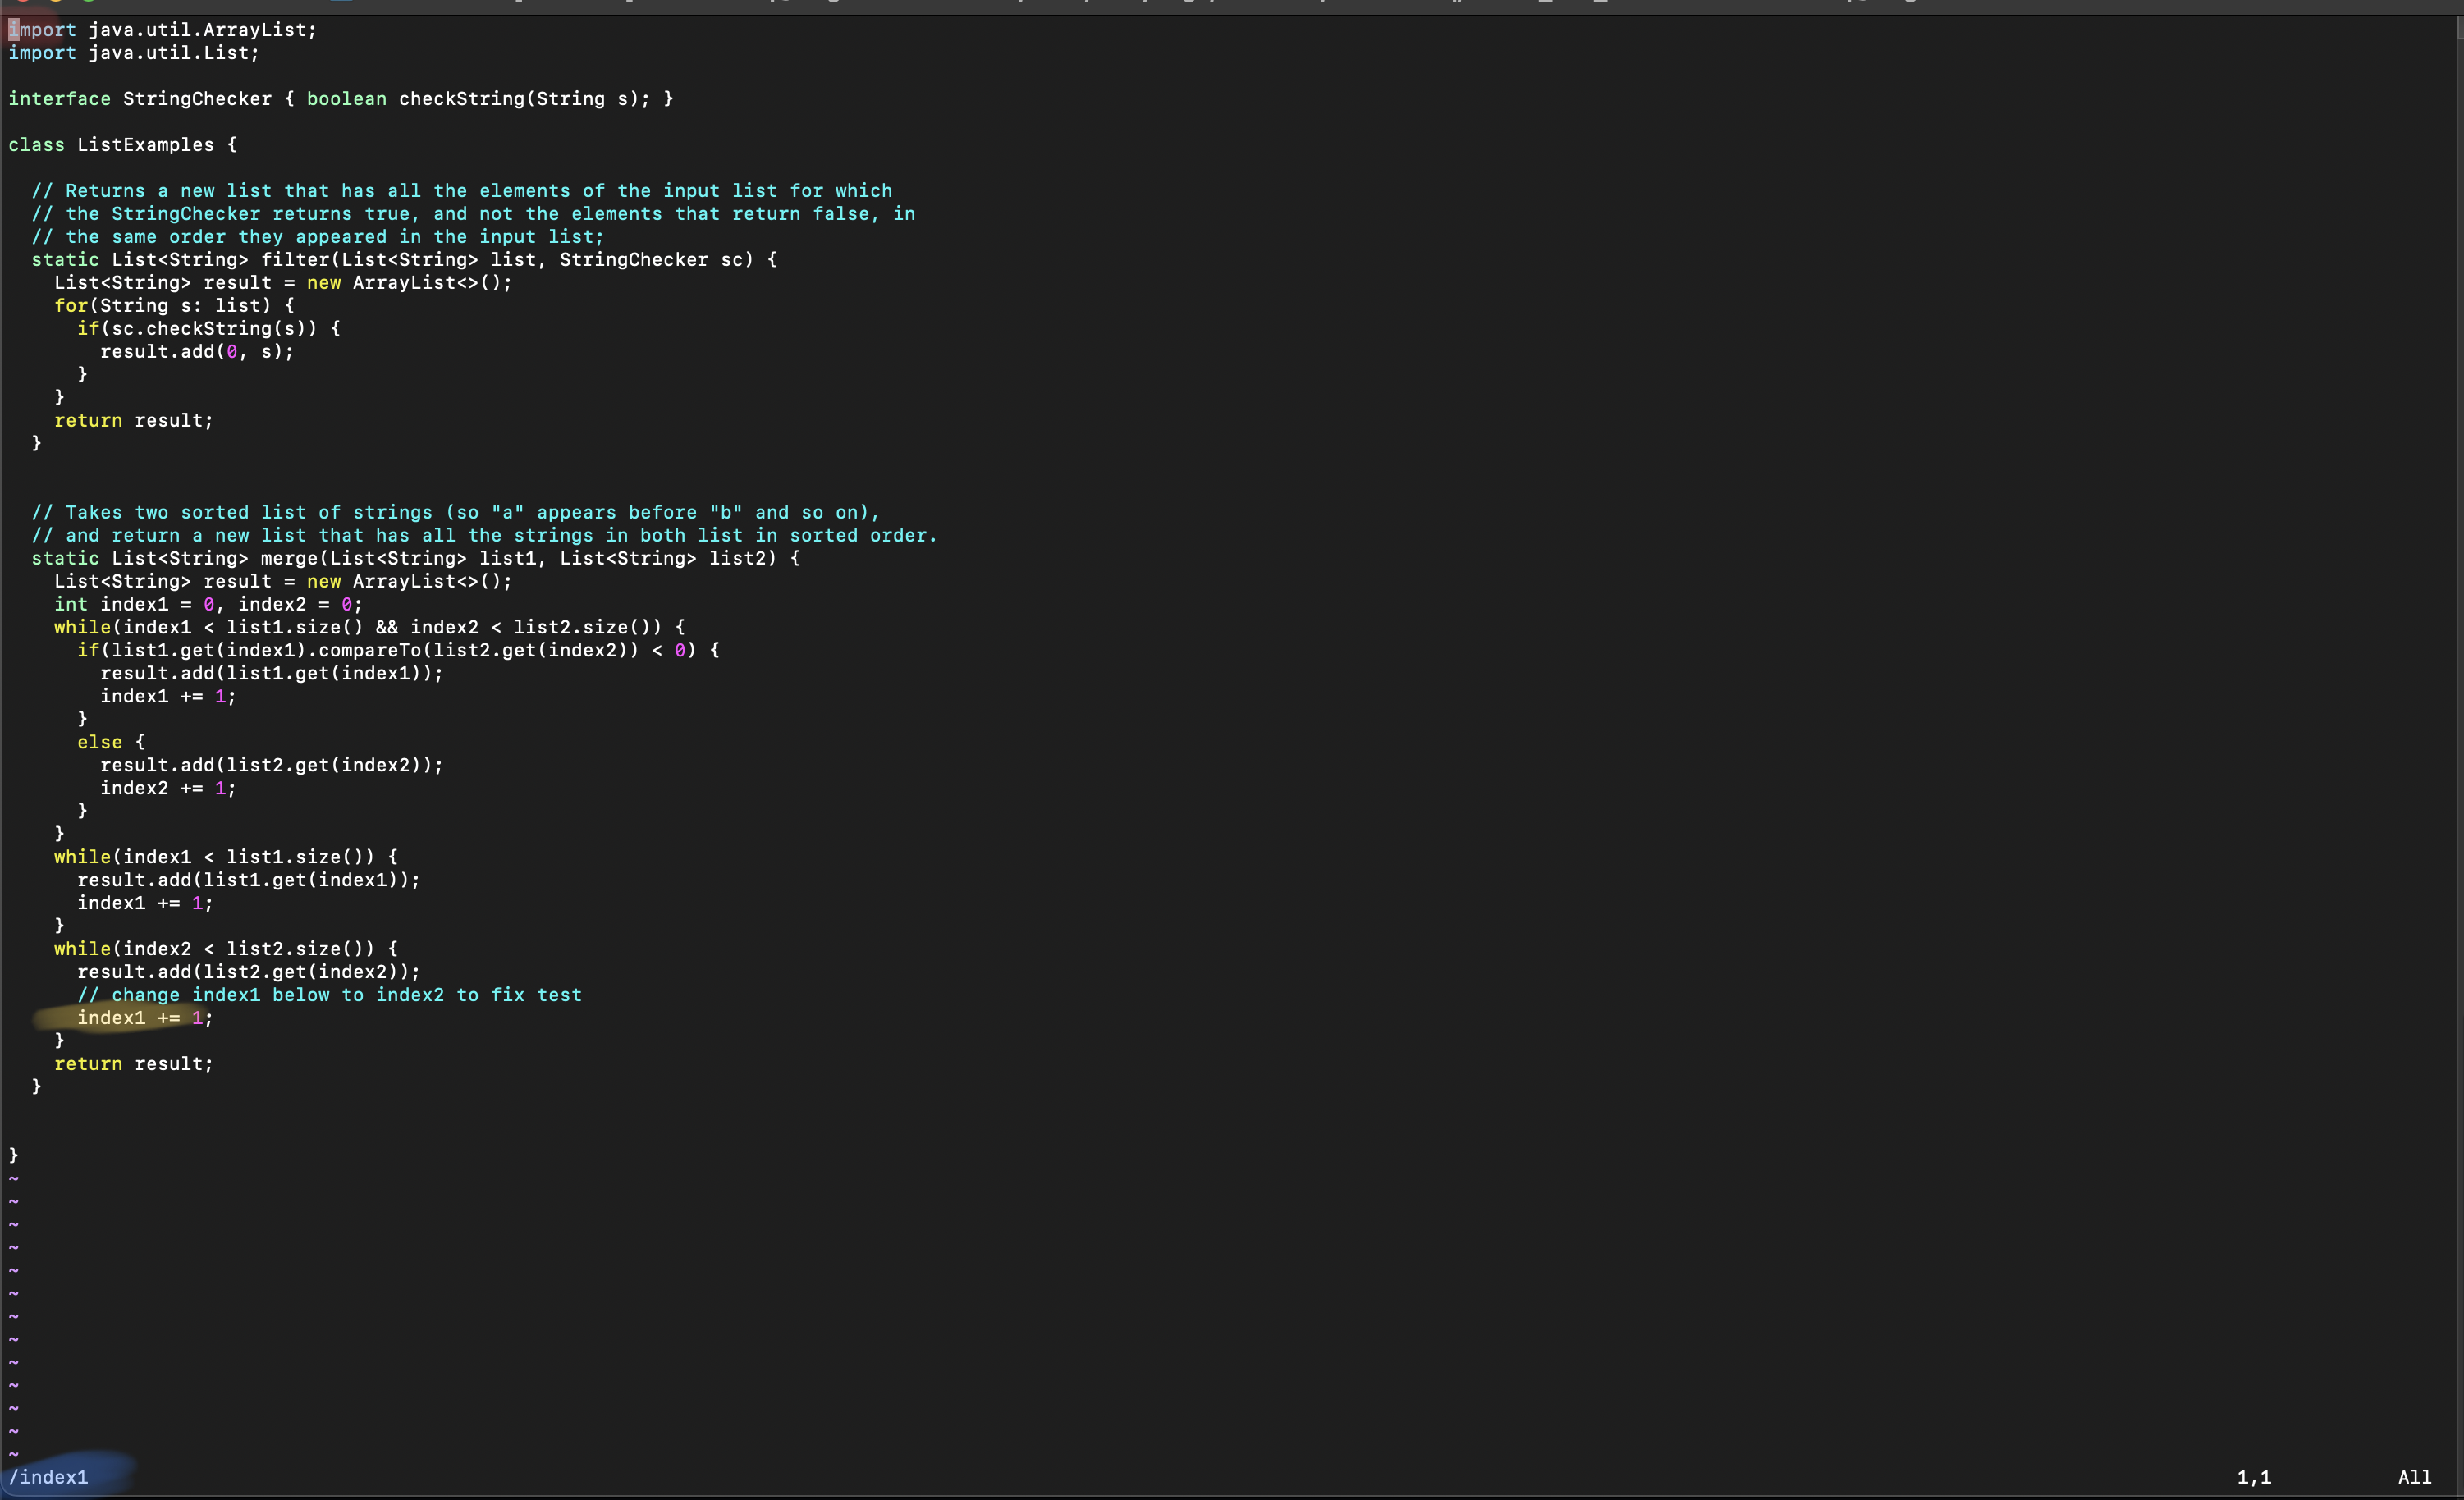 import java.util.ArrayList;
import java.util.List;

interface StringChecker { boolean checkString(String s); }

class ListExamples {

  // Returns a new list that has all the elements of the input list for which
  // the StringChecker returns true, and not the elements that return false, in
  // the same order they appeared in the input list;
  static List<String> filter(List<String> list, StringChecker sc) {
    List<String> result = new ArrayList<>();
    for(String s: list) {
      if(sc.checkString(s)) {
        result.add(0, s);
      }
    }
    return result;
  }


  // Takes two sorted list of strings (so "a" appears before "b" and so on),
  // and return a new list that has all the strings in both list in sorted order.
  static List<String> merge(List<String> list1, List<String> list2) {
    List<String> result = new ArrayList<>();
    int index1 = 0, index2 = 0;
    while(index1 < list1.size() && index2 < list2.size()) {
      if(list1.get(index1).compareTo(list2.get(index2)) < 0) {
        result.add(list1.get(index1));
        index1 += 1;
      }
      else {
        result.add(list2.get(index2));
        index2 += 1;
      }
    }
    while(index1 < list1.size()) {
      result.add(list1.get(index1));
      index1 += 1;
    }
    while(index2 < list2.size()) {
      result.add(list2.get(index2));
      // change index1 below to index2 to fix test
      index1 += 1;
    }
    return result;
  }


}
~
~
~
~
~
~
~
~
~
~
~
~
~
/index1 1,1 All